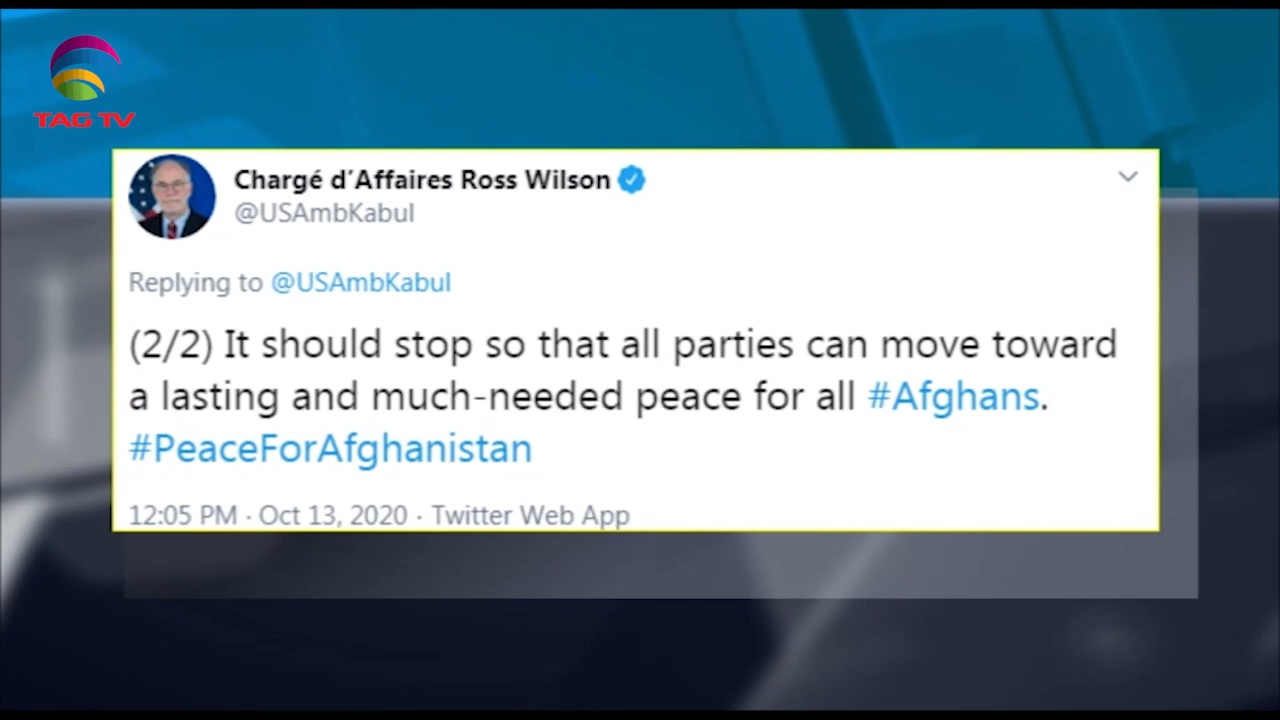 TAG TV
Chargé d'Affaires Ross Wilson
@USAmbKabul
Replying to @USAmbKabul
(2/2) It should stop so that all parties can move toward
a lasting and much-needed peace for all #Afghans.
#PeaceForAfghanistan
12:05 PM · Oct 13, 2020 · Twitter Web App